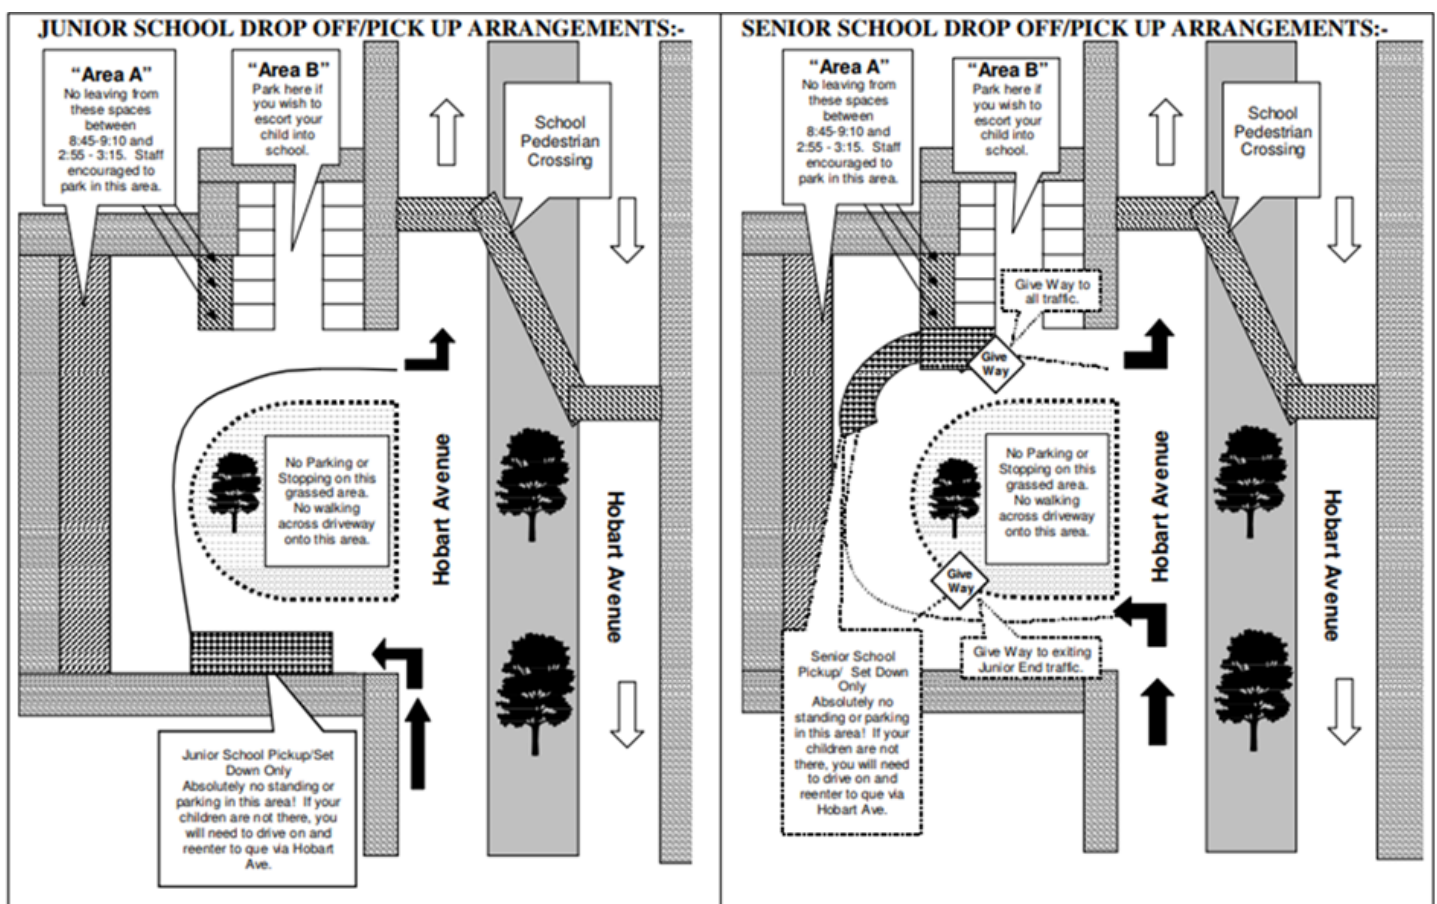 JUNIOR SCHOOL DROP OFF/PICK UP ARRANGEMENTS:-
“Area A”
No leaving from
these spaces
between
8:45-9:10 and
2:55 - 3:15. Staff
encouraged to
park in this area.
“Area B”
Park here if
you wish to
escort your
child into
school.
School
Pedestrian
Crossing
No Parking or
Stopping on this
grassed area.
No walking
across driveway
onto this area.
Hobart Avenue
Hobart Avenue
Junior School Pickup/Set
Down Only
Absolutely no standing or
parking in this area! If your
children are not there, you
will need to drive on and
reenter to que via Hobart
Ave.
SENIOR SCHOOL DROP OFF/PICK UP ARRANGEMENTS:-
“Area A”
No leaving from
these spaces
between
8:45-9:10 and
2:55 - 3:15. Staff
encouraged to
park in this area.
“Area B”
Park here if
you wish to
escort your
child into
school.
School
Pedestrian
Crossing
Give Way to
all traffic.
Give
Way
No Parking or
Stopping on this
grassed area.
No walking
across driveway
onto this area.
Hobart Avenue
Hobart Avenue
Give
Way
Give Way to exiting
Junior End traffic.
Senior School
Pickup/ Set Down
Only
Absolutely no
standing or parking
in this area! If your
children are not
there, you will need
to drive on and
reenter to que via
Hobart Ave.